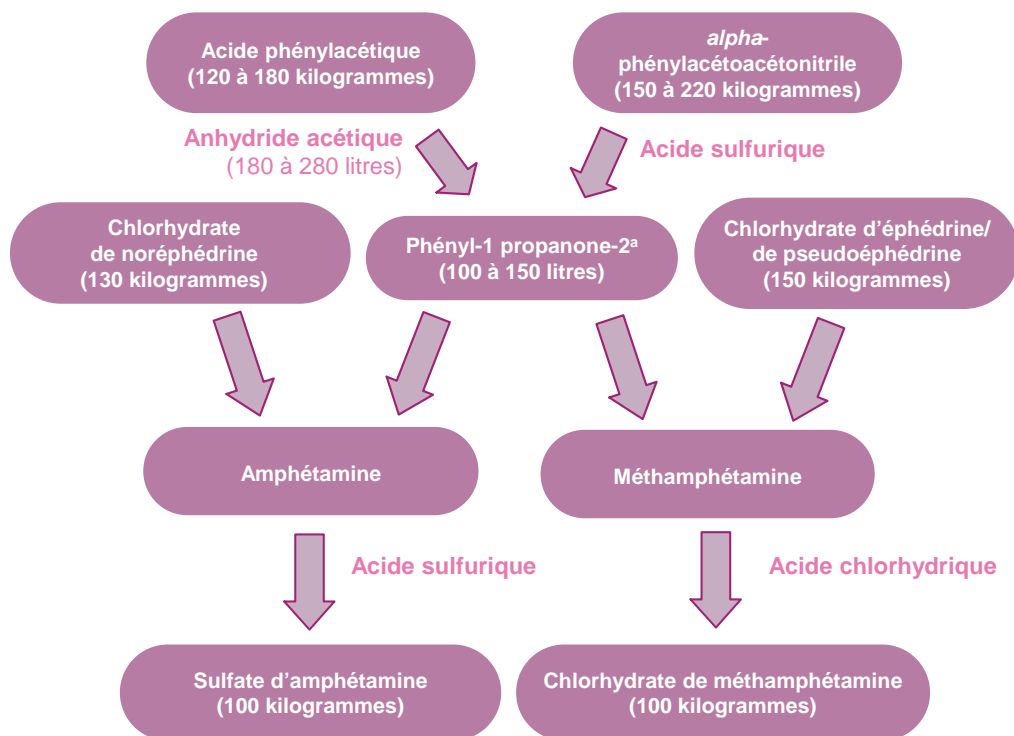 Acide phénylacétique
(120 à 180 kilogrammes)
alpha-
phénylacétoacétonitrile
(150 à 220 kilogrammes)
Anhydride acétique
(180 à 280 litres)
Acide sulfurique
Chlorhydrate
de noréphédrine
(130 kilogrammes)
Phényl-1 propanone-2ᵃ
(100 à 150 litres)
Chlorhydrate d’éphédrine/
de pseudoéphédrine
(150 kilogrammes)
Amphétamine
Méthamphétamine
Acide sulfurique
Acide chlorhydrique
Sulfate d’amphétamine
(100 kilogrammes)
Chlorhydrate de méthamphétamine
(100 kilogrammes)